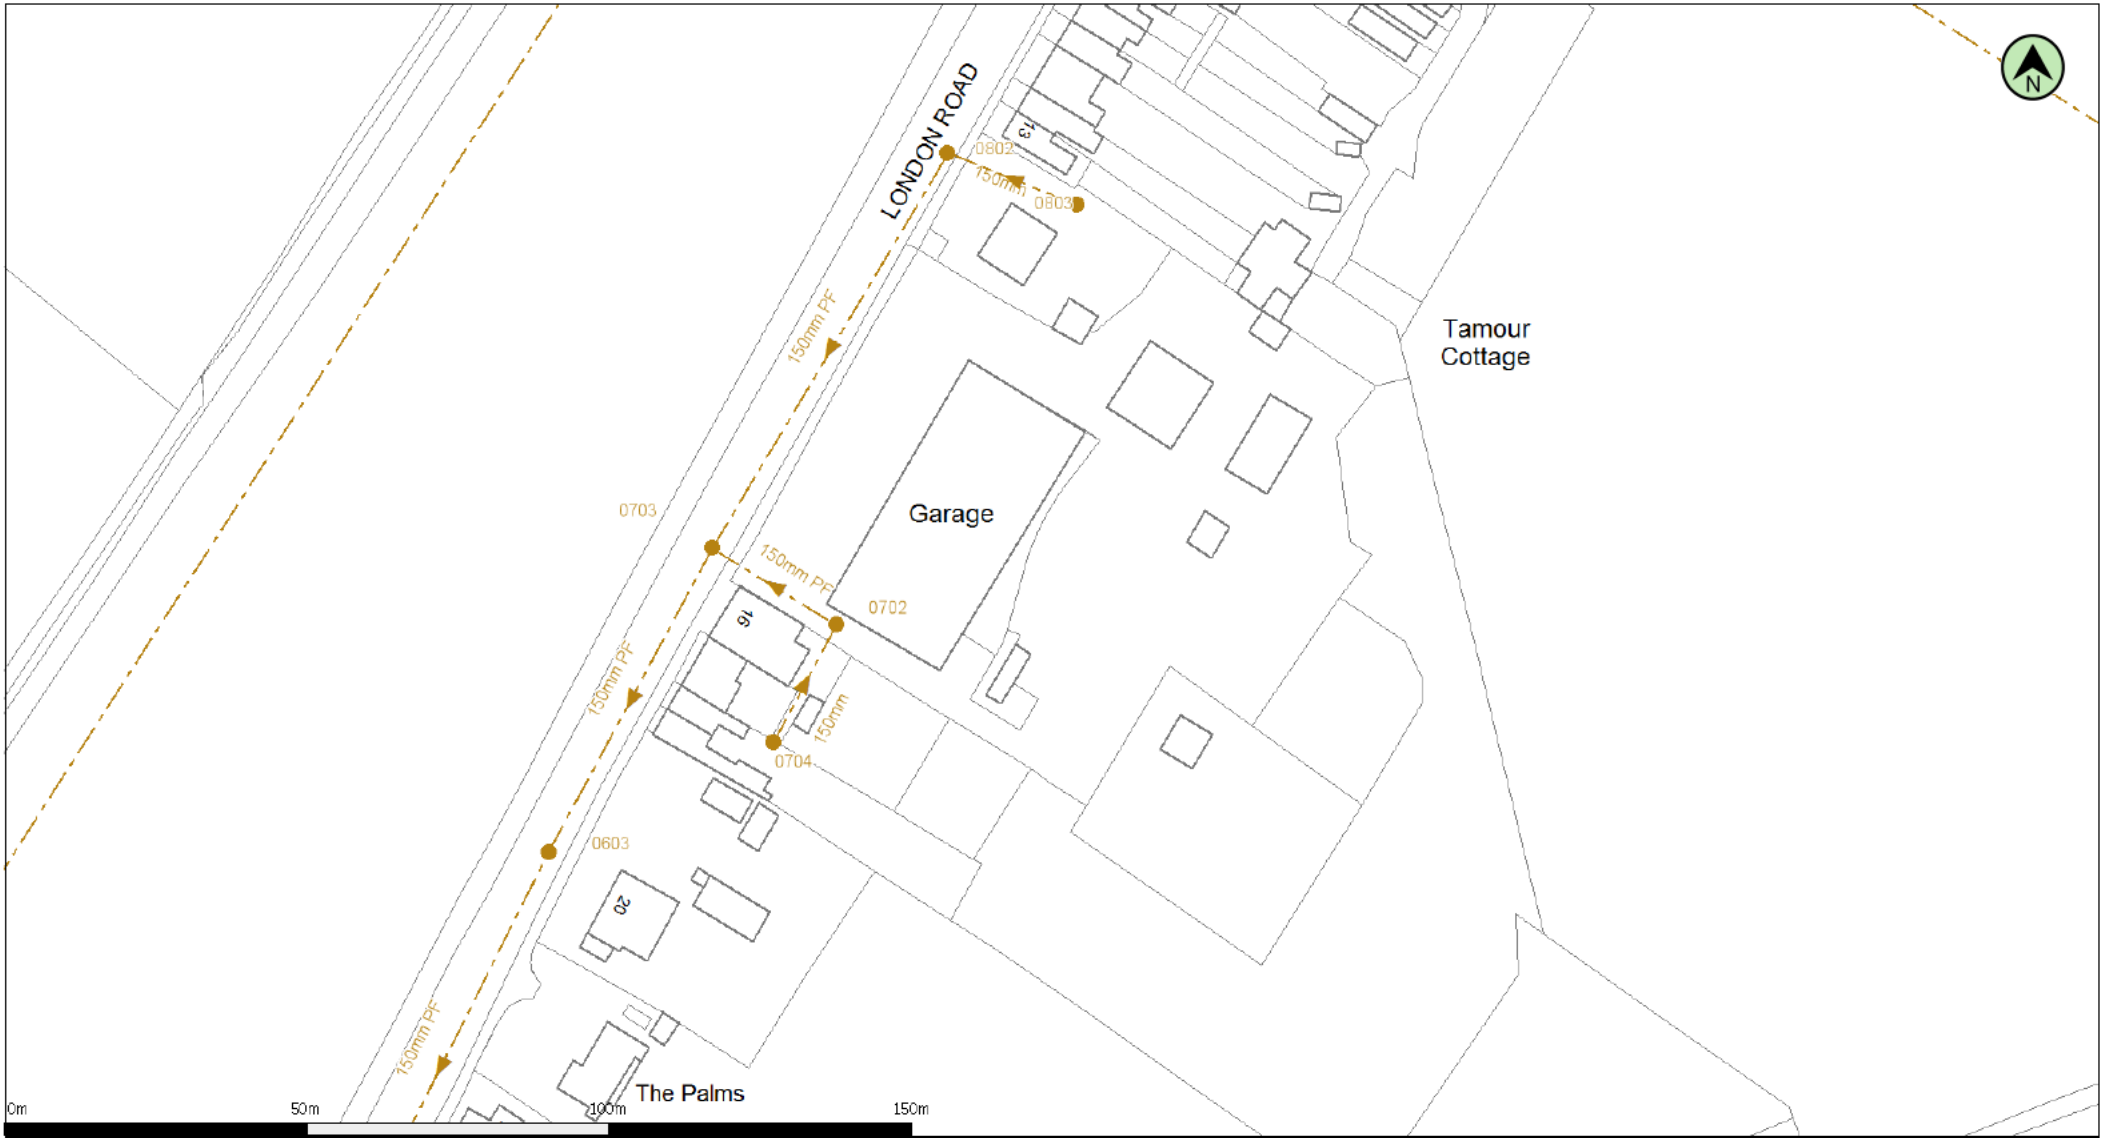 N
LONDON ROAD
13
0802
150mm
0803
150mm PF
Tamour
Cottage
0703
Garage
150mm PF
0702
16
150mm PF
150mm
0704
0603
20
150mm PF
The Palms
0m
50m
100m
150m